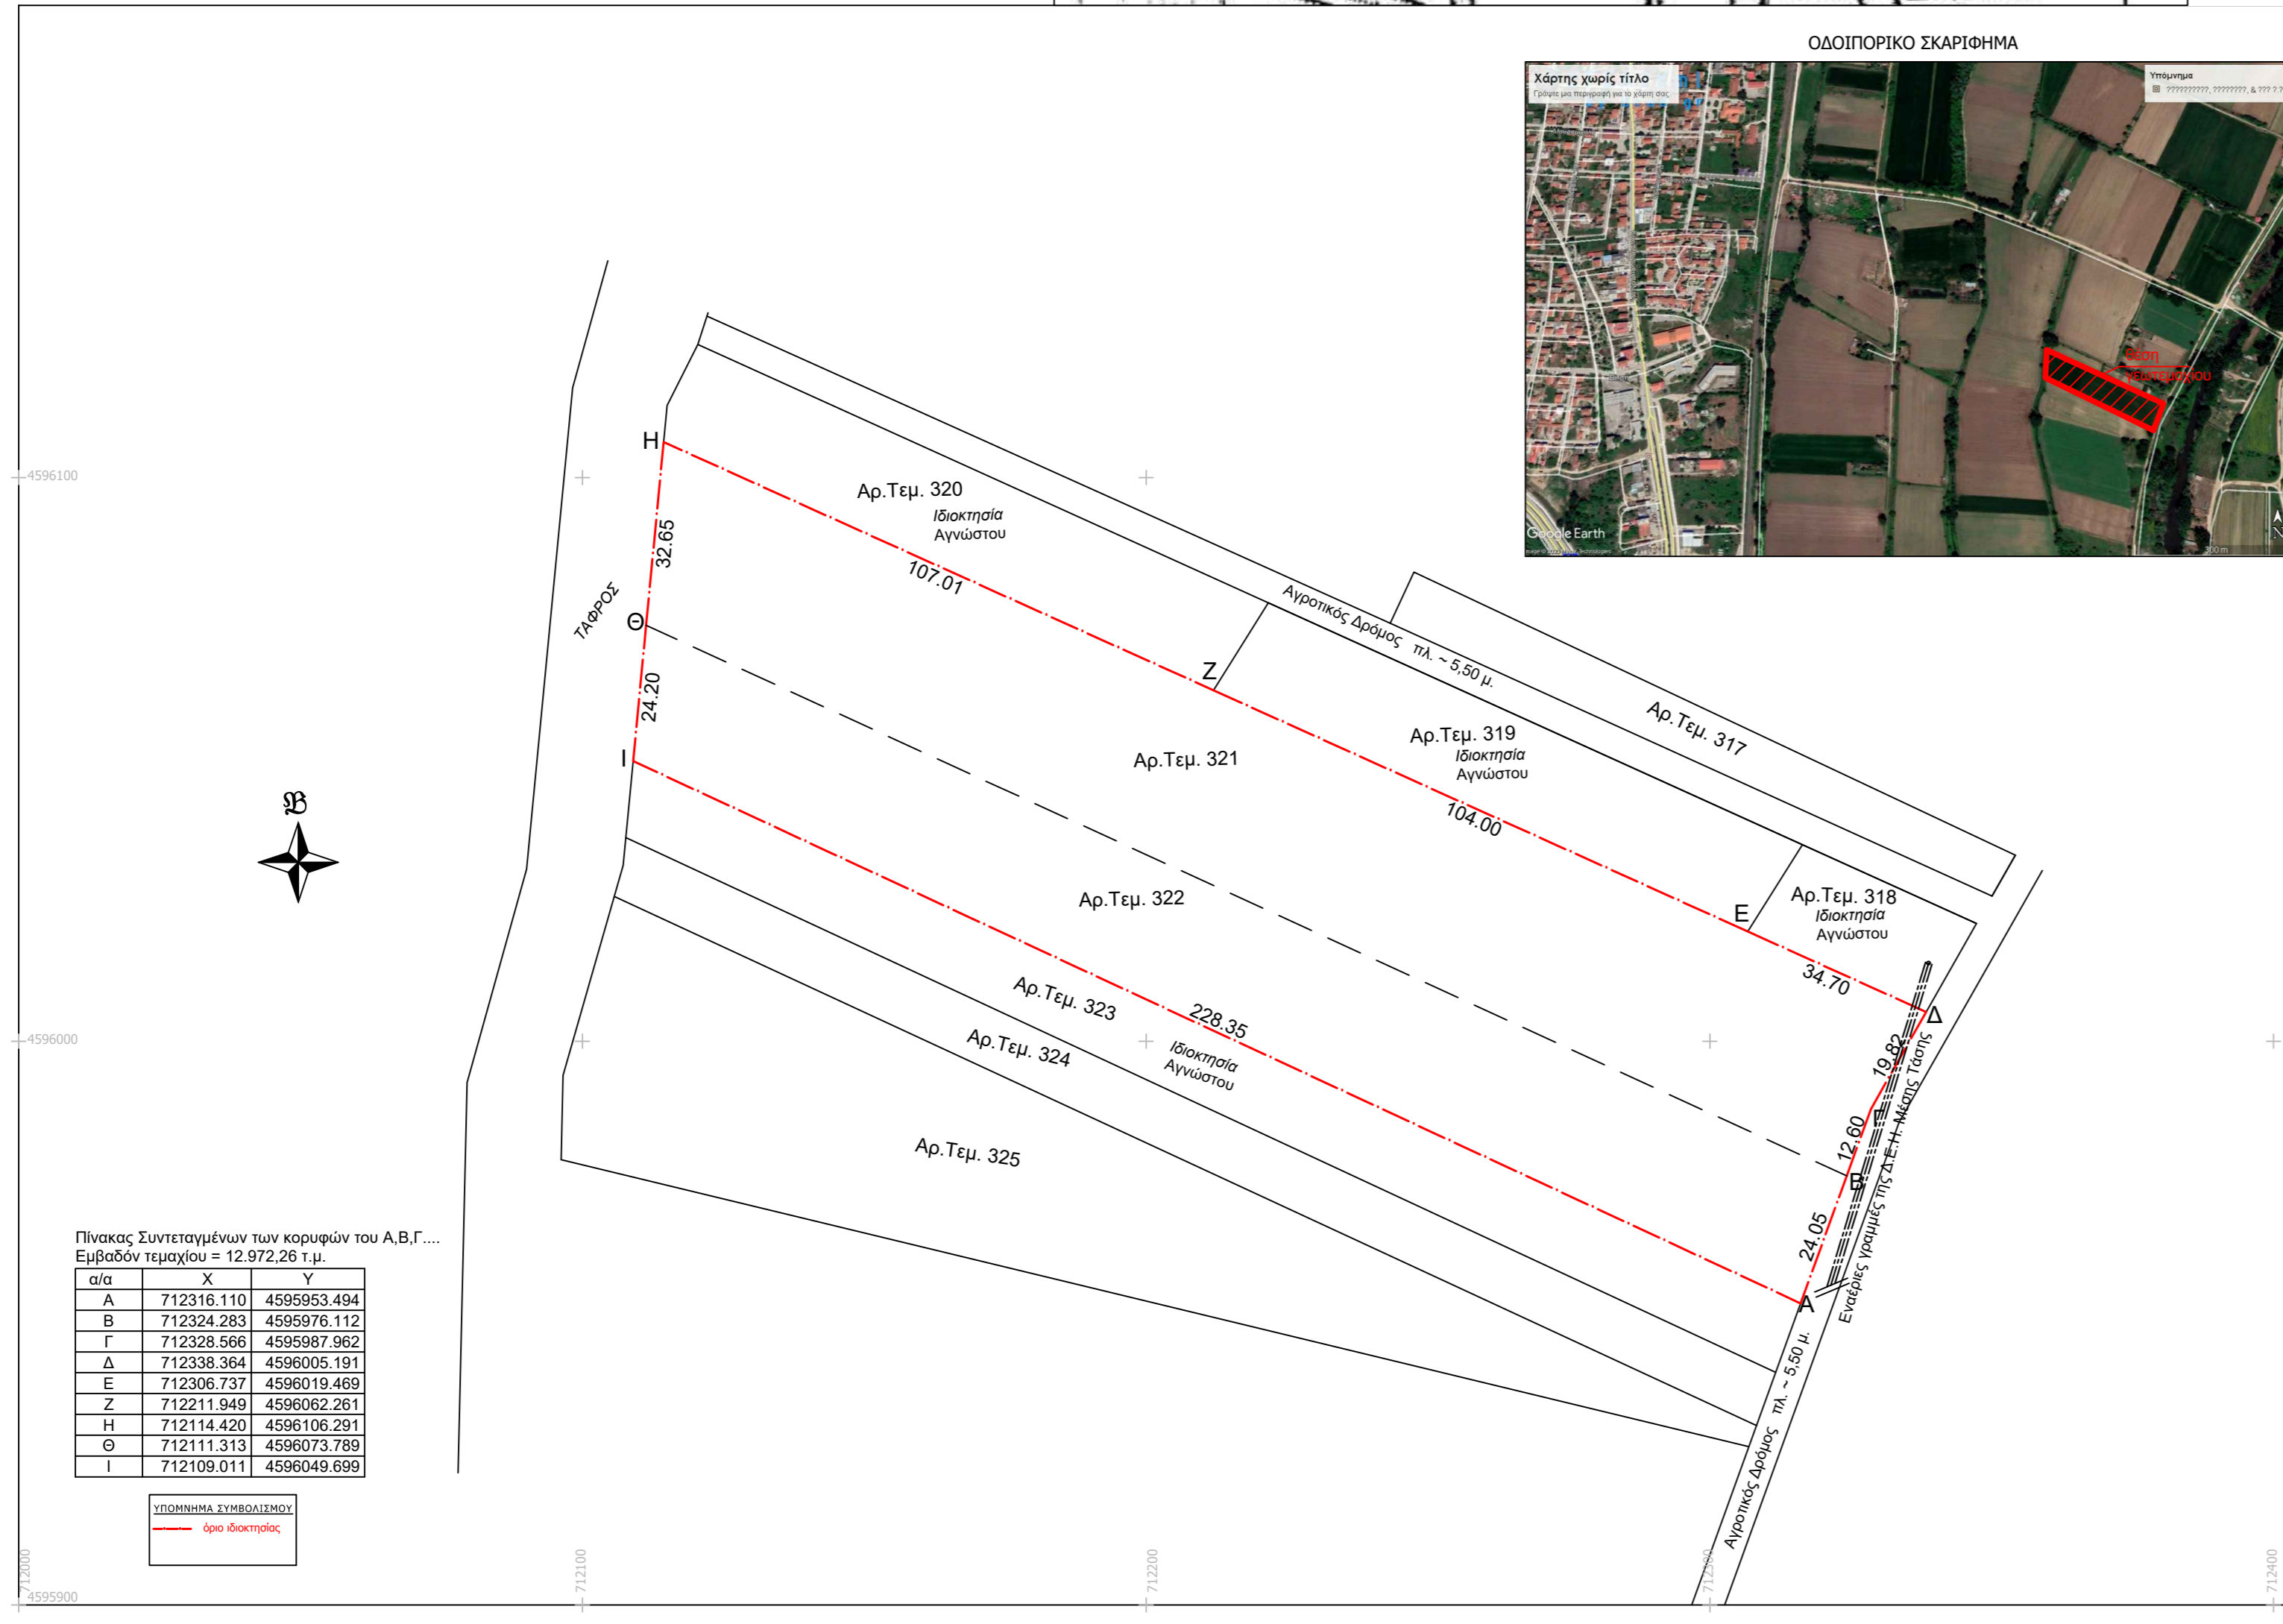 ΟΔΟΙΠΟΡΙΚΟ ΣΚΑΡΙΦΗΜΑ
Χάρτης χωρίς τίτλο
Γράψτε μια περιγραφή για το χάρτη σας.
Υπόμνημα
??????????, ????????, & ??? ?.?
θέση
γεωτεμαχίου
Google Earth
300 m
N
4596100
H
Αρ.Τεμ. 320
Ιδιοκτησία
Αγνώστου
32.65
107.01
ΤΑΦΡΟΣ
Θ
Αγροτικός Δρόμος πλ. ~ 5,50 μ.
Z
24.20
Αρ.Τεμ. 317
Αρ.Τεμ. 319
Ιδιοκτησία
Αγνώστου
Αρ.Τεμ. 321
I
104.00
𝔅
Αρ.Τεμ. 322
E
Αρ.Τεμ. 318
Ιδιοκτησία
Αγνώστου
34.70
Αρ.Τεμ. 323
228.35
Δ
4596000
Αρ.Τεμ. 324
Ιδιοκτησία
Αγνώστου
19.82
Γ
12.60
Αρ.Τεμ. 325
B
Εναέριες γραμμές της Δ.Ε.Η. Μέσης Τάσης
24.05
A
Αγροτικός Δρόμος πλ. ~ 5,50 μ.
Πίνακας Συντεταγμένων των κορυφών του Α,Β,Γ....
Εμβαδόν τεμαχίου = 12.972,26 τ.μ.
α/α X Y
A 712316.110 4595953.494
B 712324.283 4595976.112
Γ 712328.566 4595987.962
Δ 712338.364 4596005.191
E 712306.737 4596019.469
Z 712211.949 4596062.261
H 712114.420 4596106.291
Θ 712111.313 4596073.789
I 712109.011 4596049.699
ΥΠΟΜΝΗΜΑ ΣΥΜΒΟΛΙΣΜΟΥ
όριο ιδιοκτησίας
712000
712100
712200
712300
712400
4595900